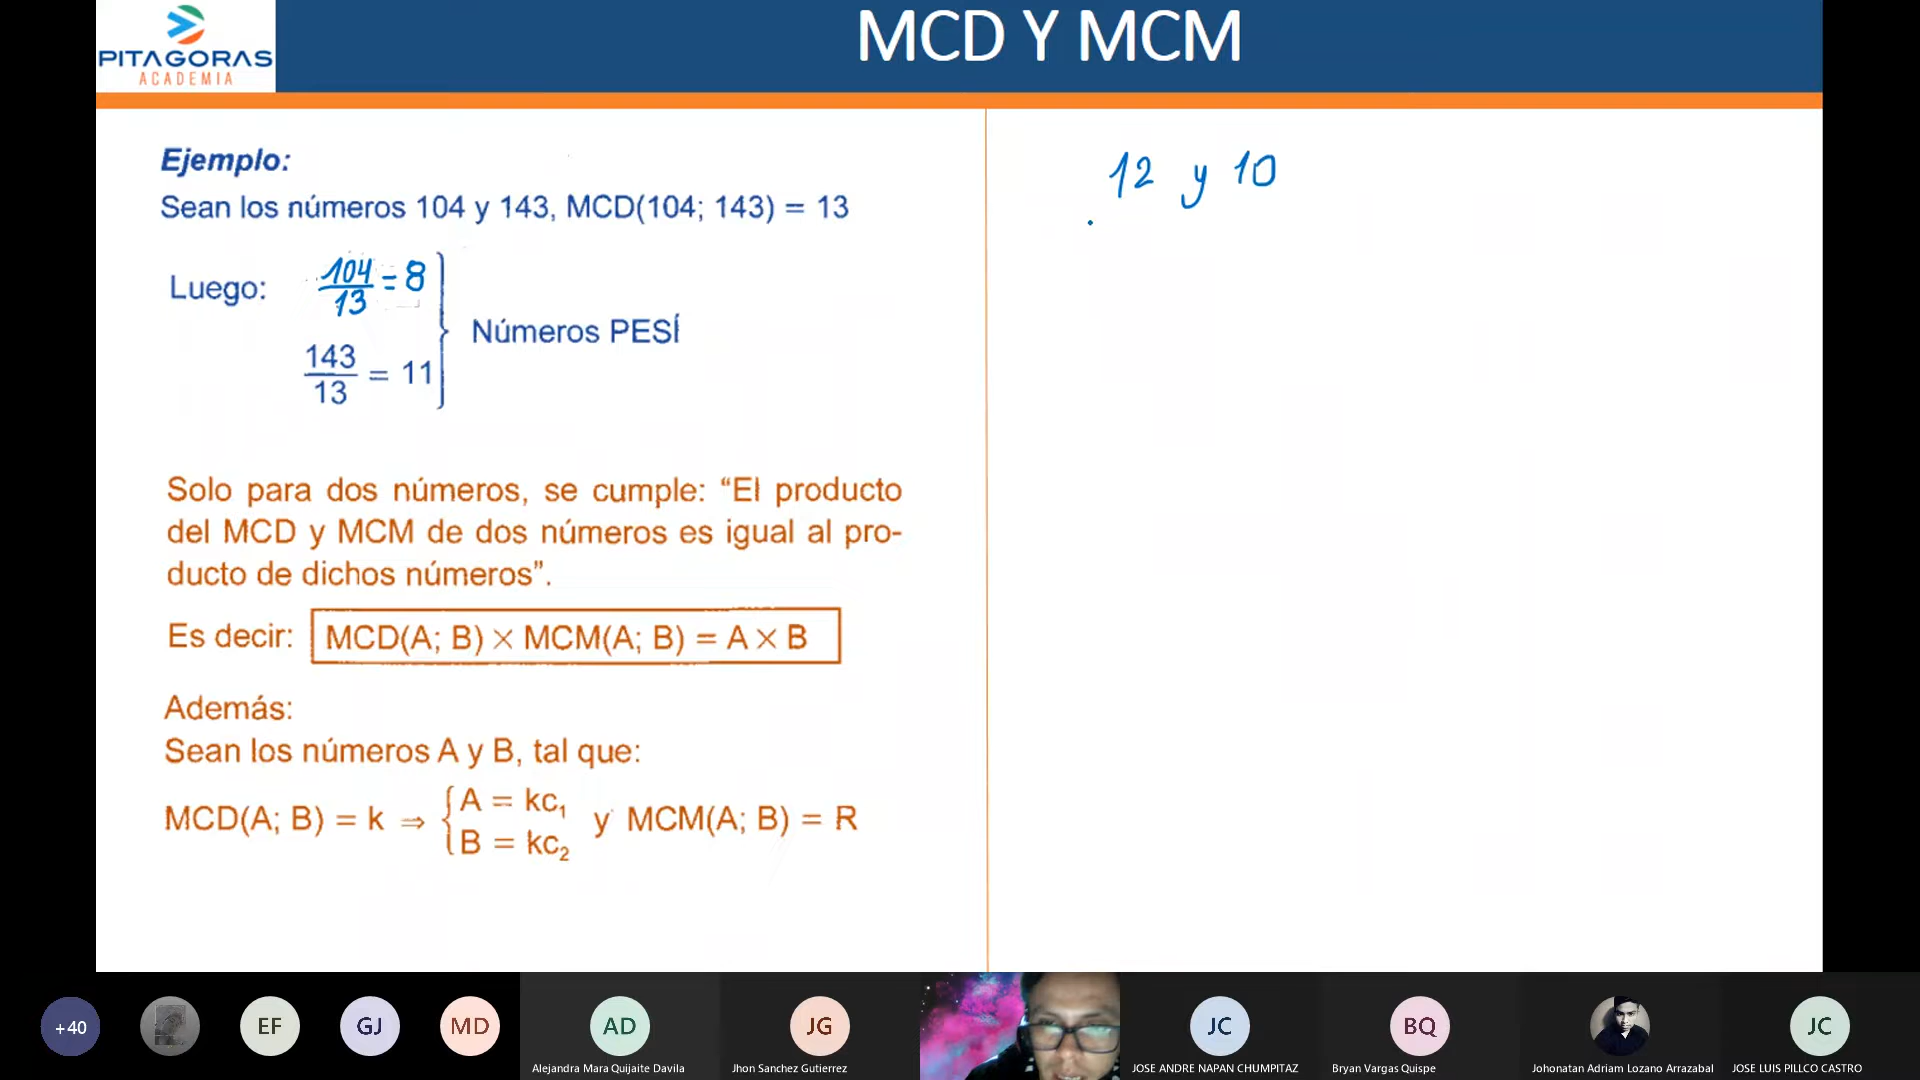 PITAGORAS
ACADEMIA
MCD Y MCM
Ejemplo:
Sean los números 104 y 143, MCD(104; 143) = 13
Luego:
104/13 = 8
143/13 = 11
Números PESÍ
Solo para dos números, se cumple: “El producto
del MCD y MCM de dos números es igual al pro-
ducto de dichos números”.
Es decir: MCD(A; B) × MCM(A; B) = A × B
Además:
Sean los números A y B, tal que:
MCD(A; B) = k ⇒ { A = kc₁
B = kc₂
y MCM(A; B) = R
12 y 10
+40
EF
GJ
MD
AD
Alejandra Mara Quijaite Davila
JG
Jhon Sanchez Gutierrez
JC
JOSE ANDRE NAPAN CHUMPITAZ
BQ
Bryan Vargas Quispe
Johonatan Adriam Lozano Arrazabal
JC
JOSE LUIS PILLCO CASTRO